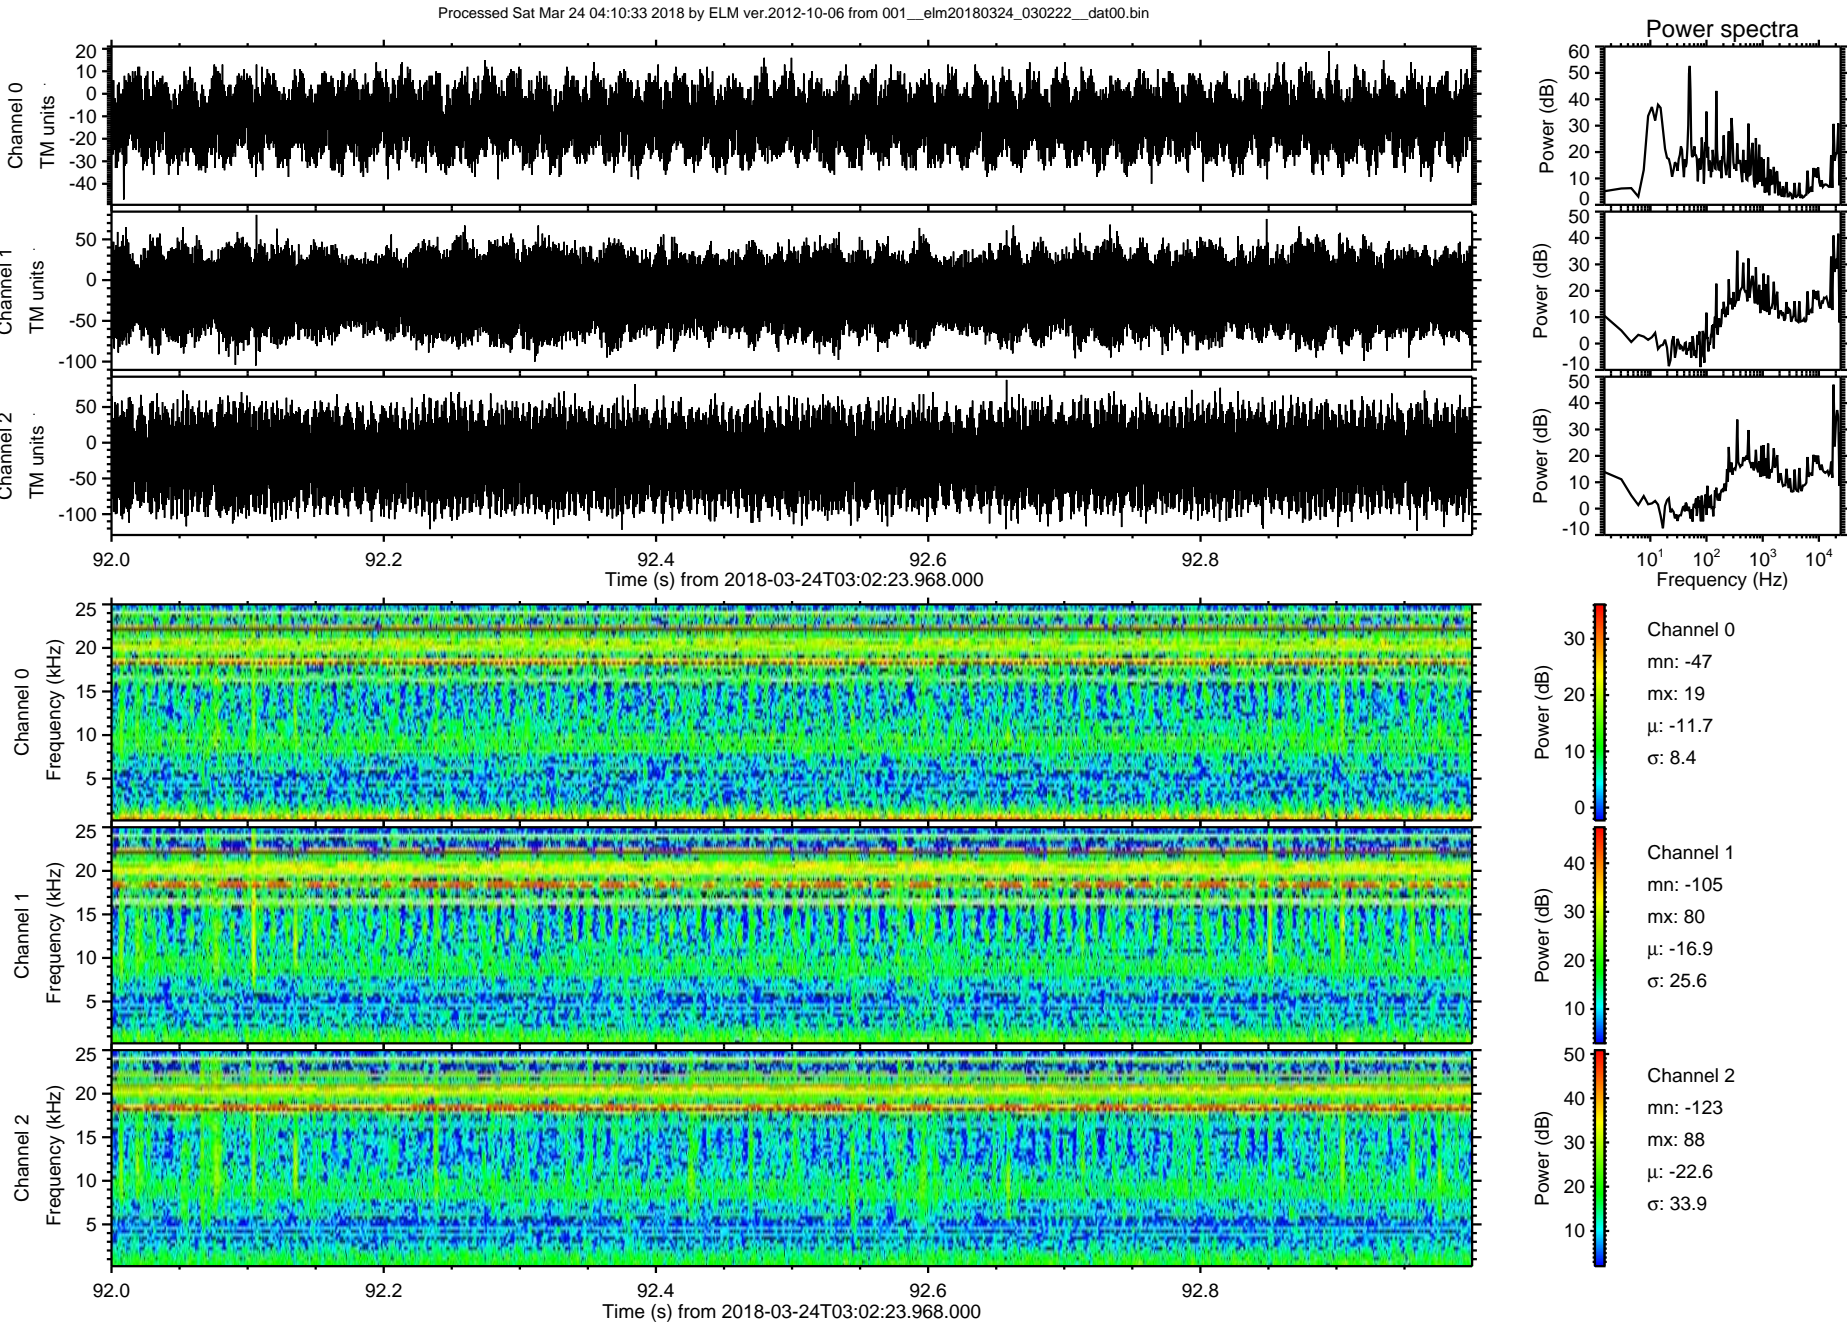 Processed Sat Mar 24 04:10:33 2018 by ELM ver.2012-10-06 from 001__elm20180324_030222__dat00.bin
Power spectra
Channel 0
TM units
20
10
0
-10
-20
-30
-40
Power (dB)
60
50
40
30
20
10
0
Channel 1
TM units
50
0
-50
-100
Power (dB)
50
40
30
20
10
0
-10
Channel 2
TM units
50
0
-50
-100
Power (dB)
50
40
30
20
10
0
-10
92.0 92.2 92.4 92.6 92.8
Time (s) from 2018-03-24T03:02:23.968.000
10¹ 10² 10³ 10⁴
Frequency (Hz)
Channel 0
Frequency (kHz)
25
20
15
10
5
Power (dB)
30
20
10
0
Channel 0
mn: -47
mx: 19
μ: -11.7
σ: 8.4
Channel 1
Frequency (kHz)
25
20
15
10
5
Power (dB)
40
30
20
10
Channel 1
mn: -105
mx: 80
μ: -16.9
σ: 25.6
Channel 2
Frequency (kHz)
25
20
15
10
5
Power (dB)
50
40
30
20
10
Channel 2
mn: -123
mx: 88
μ: -22.6
σ: 33.9
92.0 92.2 92.4 92.6 92.8
Time (s) from 2018-03-24T03:02:23.968.000